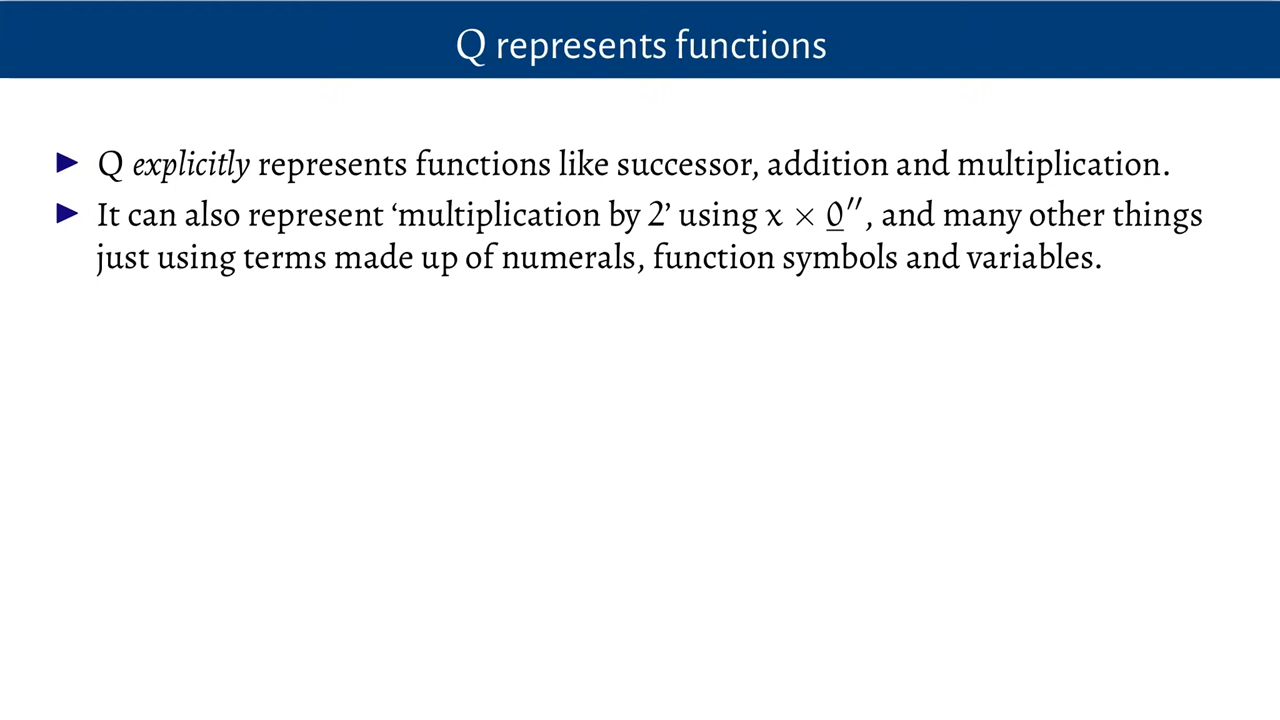 Q represents functions
▶ Q explicitly represents functions like successor, addition and multiplication.
▶ It can also represent ‘multiplication by 2’ using x × 0̲″, and many other things
just using terms made up of numerals, function symbols and variables.